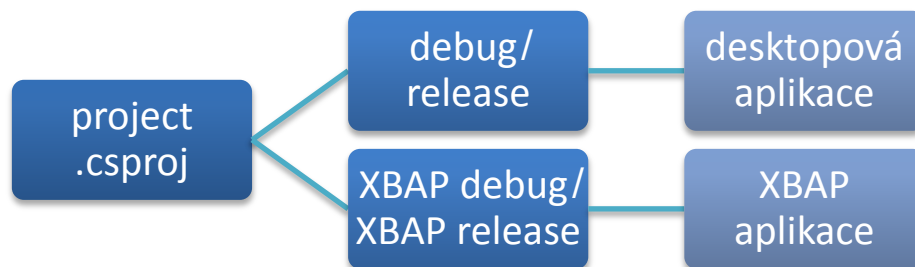 project
.csproj
debug/
release
desktopová
aplikace
XBAP debug/
XBAP release
XBAP
aplikace